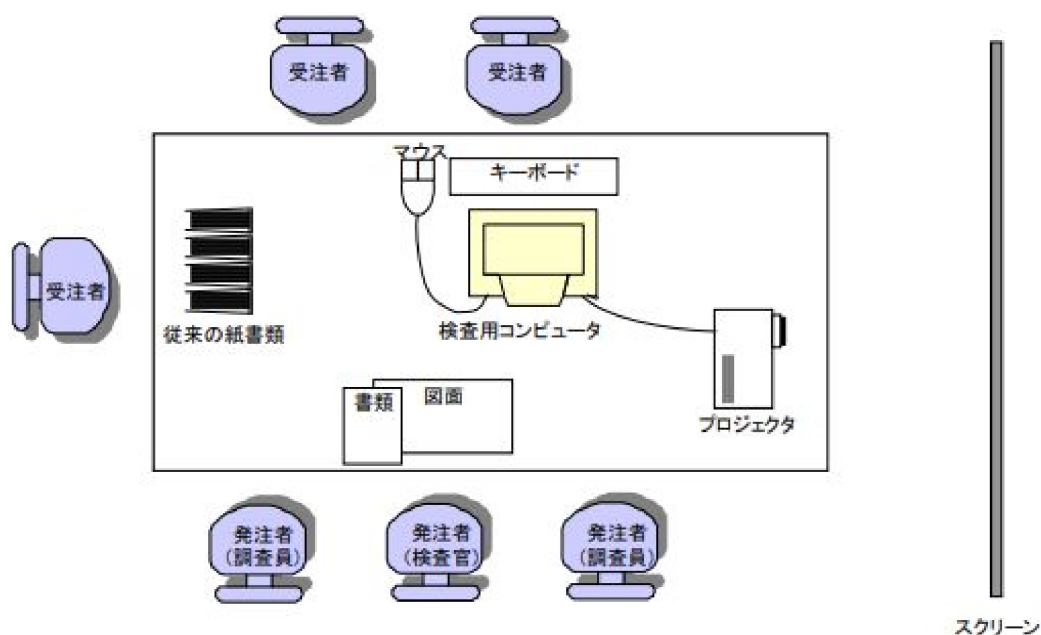 受注者
受注者
マウス
キーボード
受注者
従来の紙書類
検査用コンピュータ
プロジェクタ
書類
図面
発注者
(調査員)
発注者
(検査官)
発注者
(調査員)
スクリーン